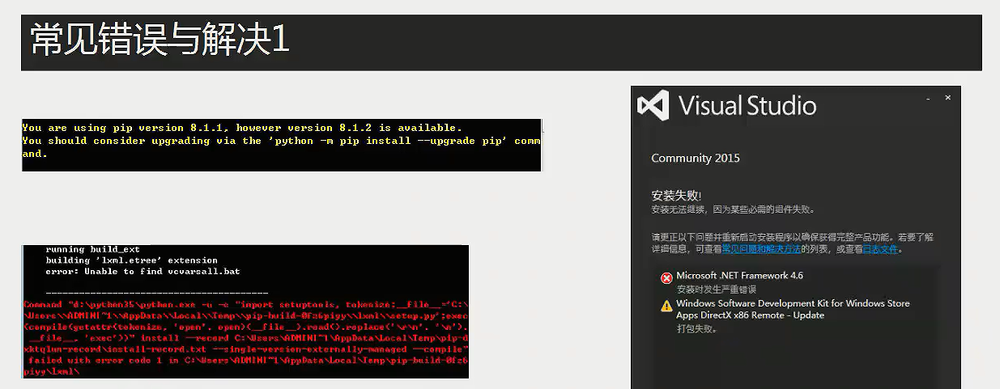 常见错误与解决1
You are using pip version 8.1.1, however version 8.1.2 is available.
You should consider upgrading via the 'python -m pip install --upgrade pip' comm
and.
running build_ext
building 'lxml.etree' extension
error: Unable to find vcvarsall.bat
----------------------------------------
Command "d:\python35\python.exe -u -c "import setuptools, tokenize;__file__='C:\
\Users\\ADMINI~1\\AppData\\Local\\Temp\\pip-build-0fz6piyy\\lxml\\setup.py';exec
(compile(getattr(tokenize, 'open', open)(__file__).read().replace('\r\n', '\n'),
__file__, 'exec'))" install --record C:\Users\ADMINI~1\AppData\Local\Temp\pip-
-record\install-record.txt --single-version-externally-managed --compile"
failed with error code 1 in C:\Users\ADMINI~1\AppData\Local\Temp\pip-build-0fz6
piyy\lxml\
Visual Studio
Community 2015
安装失败!
安装无法继续，因为某些必需的组件失败。
请更正以下问题并重新启动安装程序以确保获得完整产品功能。若要了解
详细信息，可查看常见问题和解决方法的列表，或查看日志文件。
Microsoft .NET Framework 4.6
安装时发生严重错误
Windows Software Development Kit for Windows Store
Apps DirectX x86 Remote - Update
打包失败。